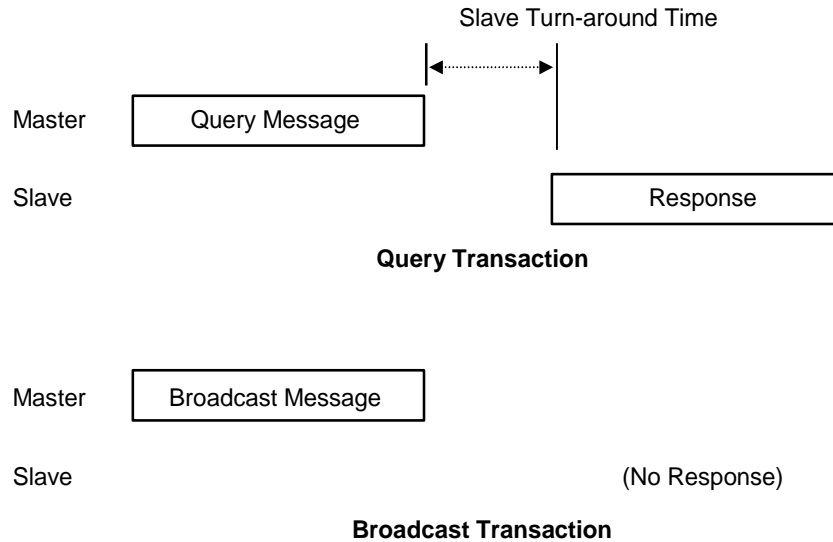 Slave Turn-around Time
Master
Query Message
Slave
Response
Query Transaction
Master
Broadcast Message
Slave
(No Response)
Broadcast Transaction